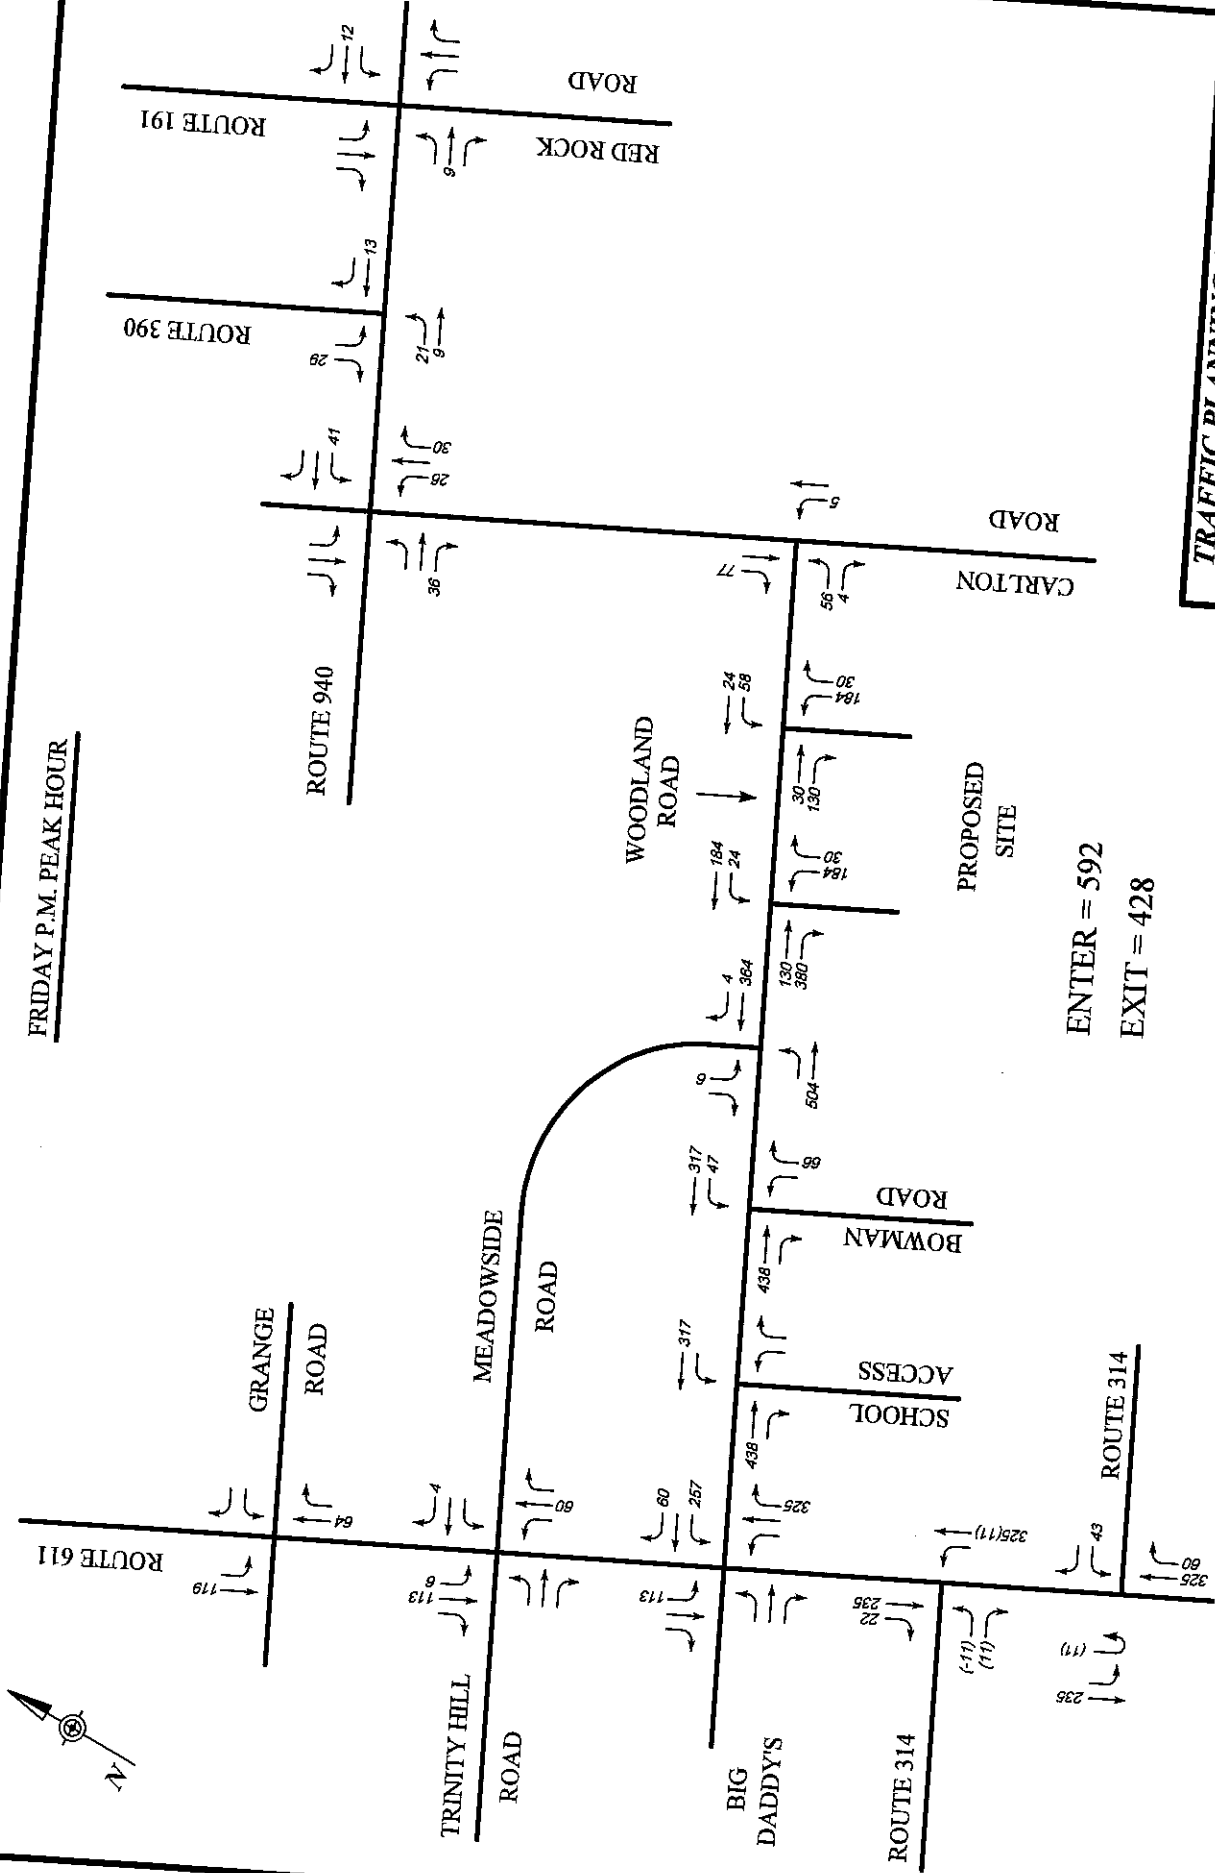 FRIDAY P.M. PEAK HOUR
N
ROUTE 611
GRANGE
ROAD
119
64
TRINITY HILL
ROAD
MEADOWSIDE
ROAD
4
113
6
60
BIG
DADDY'S
60
257
113
325
438
317
SCHOOL
ACCESS
438
317
47
BOWMAN
ROAD
66
504
6
4
364
130
380
184
24
184
30
WOODLAND
ROAD
30
130
24
58
184
30
PROPOSED
SITE
ENTER = 592
EXIT = 428
77
56
4
5
CARLTON
ROAD
ROUTE 940
36
41
26
30
ROUTE 390
29
21
9
13
ROUTE 191
RED ROCK
ROAD
9
12
ROUTE 314
22
235
325(11)
(-11)
(11)
ROUTE 314
43
325
60
235
(11)
TRAFFIC PLANNING